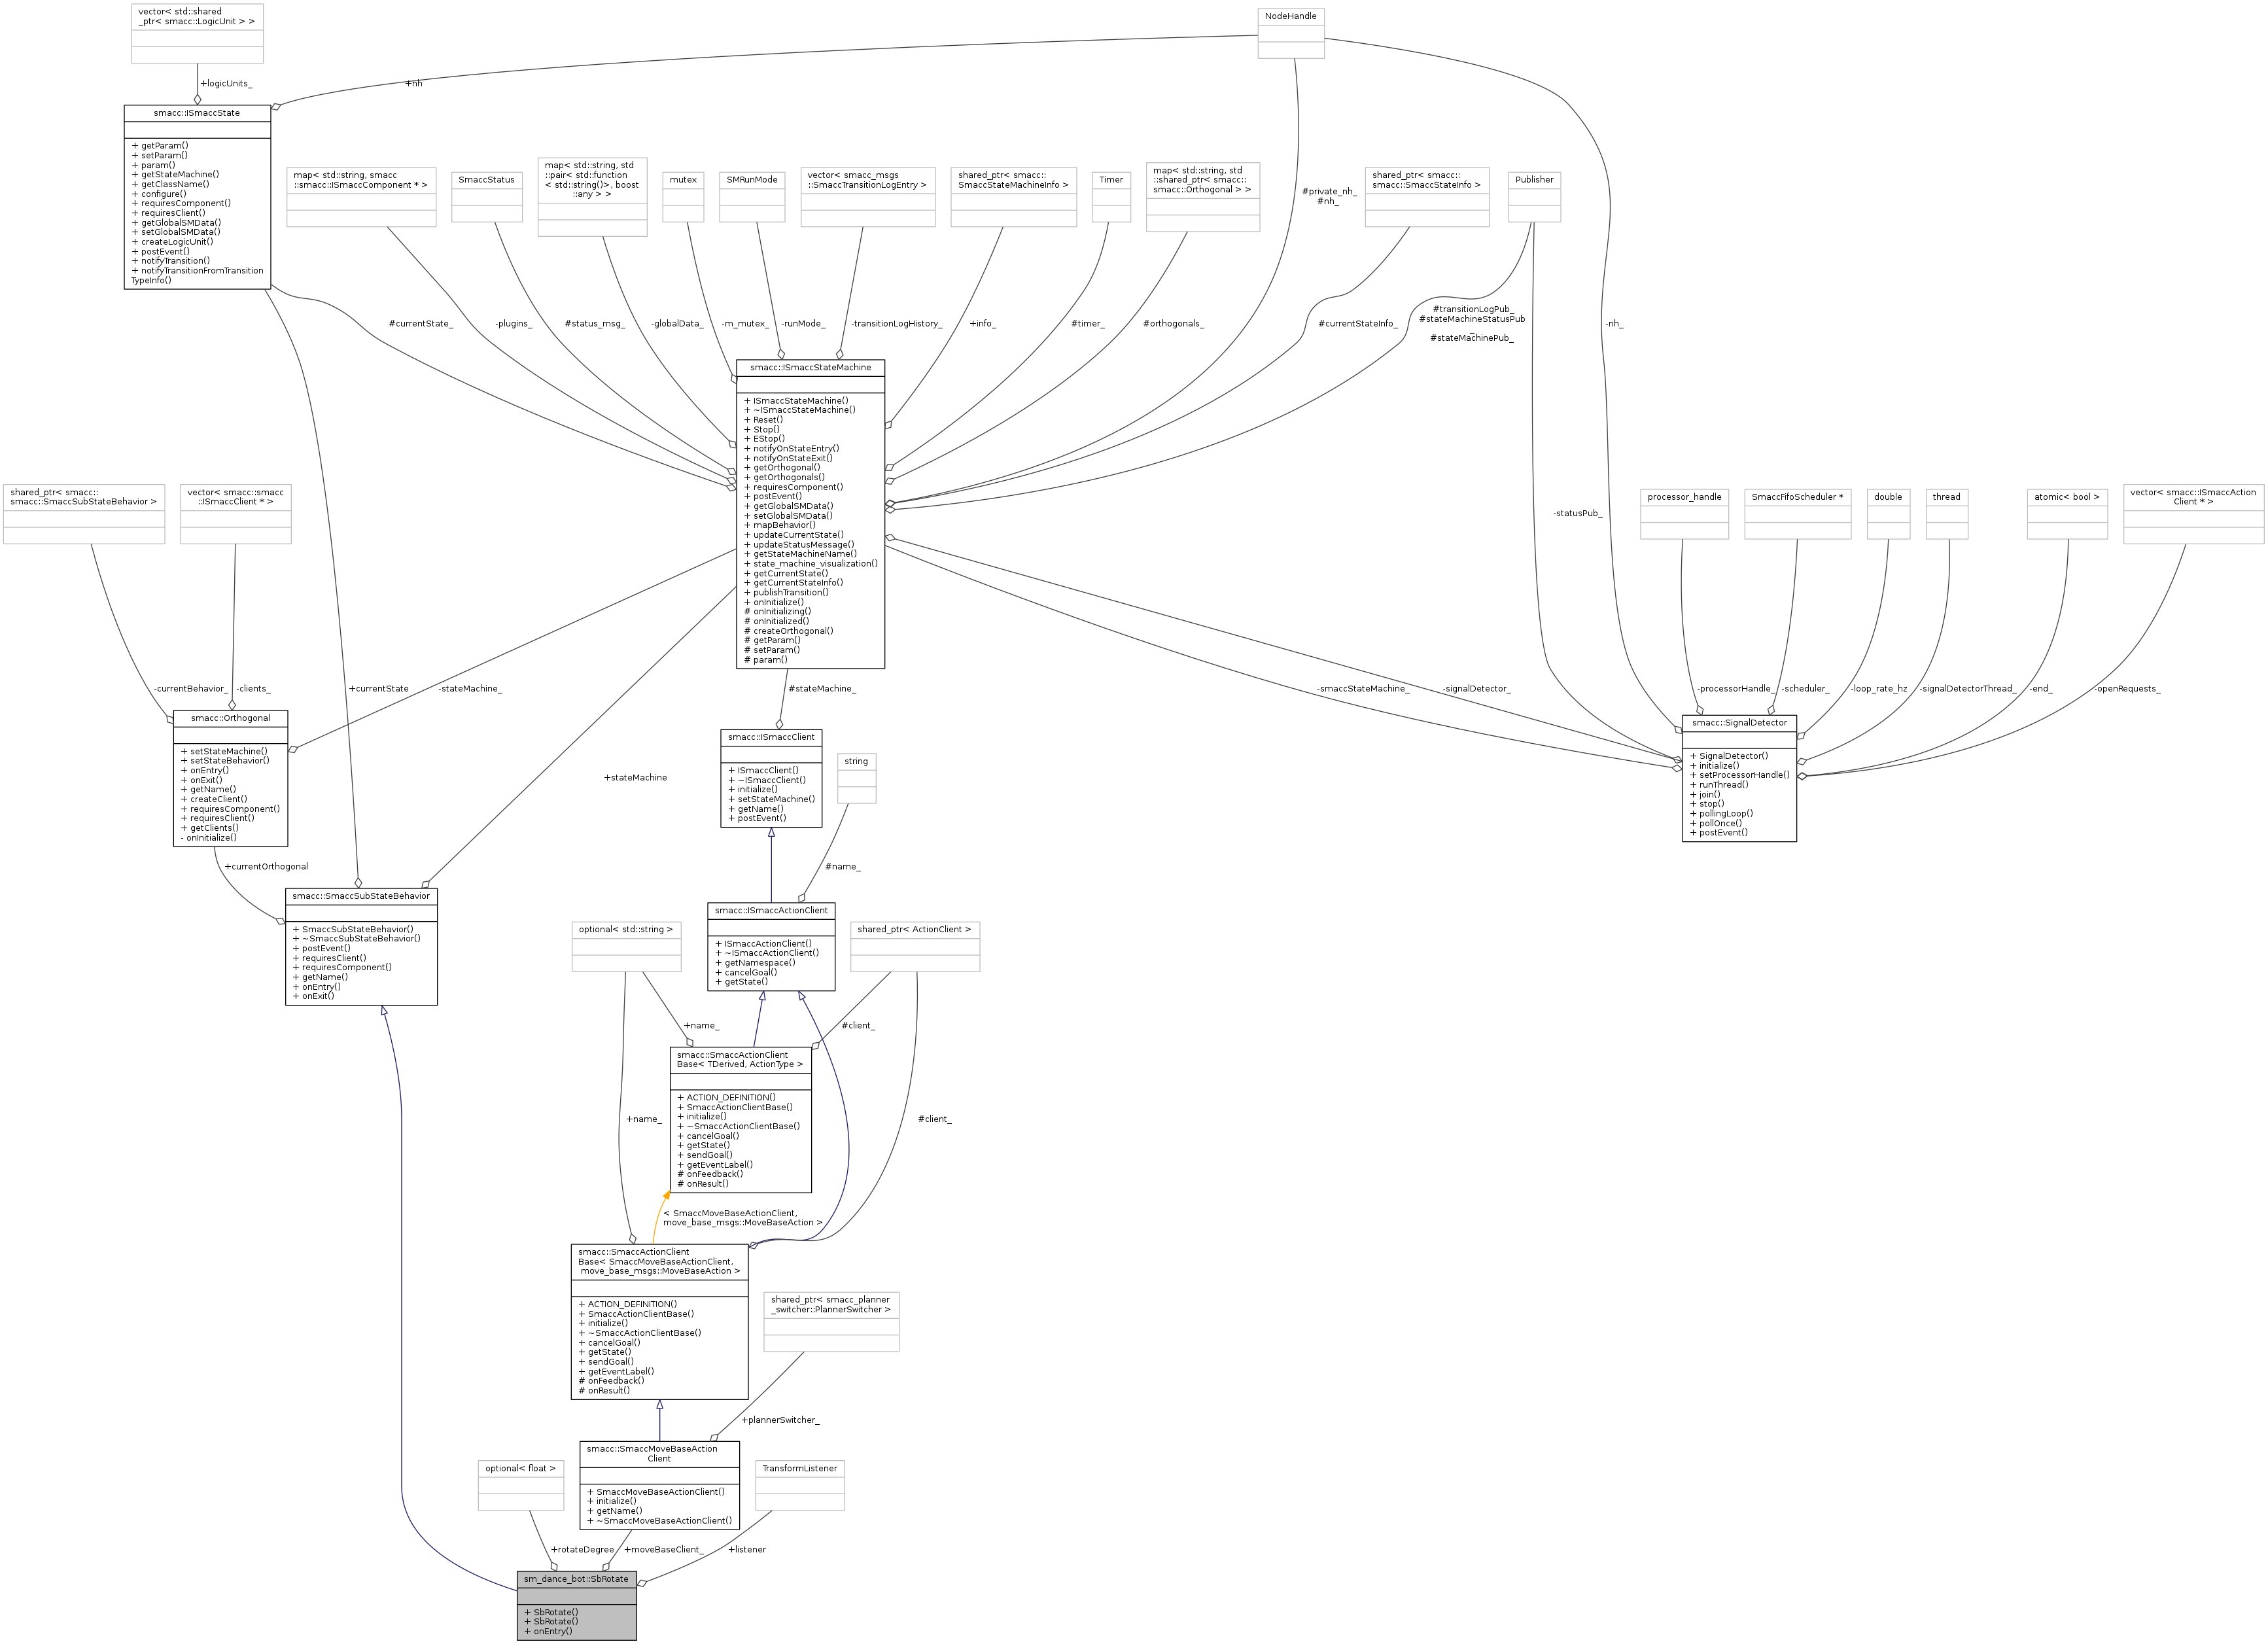 vector< std::shared
_ptr< smacc::LogicUnit > >
NodeHandle
+logicUnits_
+nh
smacc::ISmaccState
+ getParam()
+ setParam()
+ param()
+ getStateMachine()
+ getClassName()
+ configure()
+ requiresComponent()
+ requiresClient()
+ getGlobalSMData()
+ setGlobalSMData()
+ createLogicUnit()
+ postEvent()
+ notifyTransition()
+ notifyTransitionFromTransition
TypeInfo()
map< std::string, smacc
::smacc::ISmaccComponent * >
SmaccStatus
map< std::string, std
::pair< std::function
< std::string()>, boost
::any > >
mutex
SMRunMode
vector< smacc_msgs
::SmaccTransitionLogEntry >
shared_ptr< smacc::
SmaccStateMachineInfo >
Timer
map< std::string, std
::shared_ptr< smacc::
smacc::Orthogonal > >
#private_nh_
#nh_
shared_ptr< smacc::
smacc::SmaccStateInfo >
Publisher
#currentState_
-plugins_
#status_msg_
-globalData_
-m_mutex_
-runMode_
-transitionLogHistory_
+info_
#timer_
#orthogonals_
#currentStateInfo_
#transitionLogPub_
#stateMachineStatusPub
_
#stateMachinePub_
-nh_
smacc::ISmaccStateMachine
+ ISmaccStateMachine()
+ ~ISmaccStateMachine()
+ Reset()
+ Stop()
+ EStop()
+ notifyOnStateEntry()
+ notifyOnStateExit()
+ getOrthogonal()
+ getOrthogonals()
+ requiresComponent()
+ postEvent()
+ getGlobalSMData()
+ setGlobalSMData()
+ mapBehavior()
+ updateCurrentState()
+ updateStatusMessage()
+ getStateMachineName()
+ state_machine_visualization()
+ getCurrentState()
+ getCurrentStateInfo()
+ publishTransition()
+ onInitialize()
# onInitializing()
# onInitialized()
# createOrthogonal()
# getParam()
# setParam()
# param()
shared_ptr< smacc::
smacc::SmaccSubStateBehavior >
vector< smacc::smacc
::ISmaccClient * >
-statusPub_
processor_handle
SmaccFifoScheduler *
double
thread
atomic< bool >
vector< smacc::ISmaccAction
Client * >
-currentBehavior_
-clients_
+currentState
-stateMachine_
#stateMachine_
-smaccStateMachine_
-signalDetector_
-processorHandle_
-scheduler_
-loop_rate_hz
-signalDetectorThread_
-end_
-openRequests_
smacc::Orthogonal
+ setStateMachine()
+ setStateBehavior()
+ onEntry()
+ onExit()
+ getName()
+ createClient()
+ requiresComponent()
+ requiresClient()
+ getClients()
- onInitialize()
smacc::SignalDetector
+ SignalDetector()
+ initialize()
+ setProcessorHandle()
+ runThread()
+ join()
+ stop()
+ pollingLoop()
+ pollOnce()
+ postEvent()
+stateMachine
smacc::ISmaccClient
+ ISmaccClient()
+ ~ISmaccClient()
+ initialize()
+ setStateMachine()
+ getName()
+ postEvent()
string
+currentOrthogonal
#name_
smacc::SmaccSubStateBehavior
+ SmaccSubStateBehavior()
+ ~SmaccSubStateBehavior()
+ postEvent()
+ requiresClient()
+ requiresComponent()
+ getName()
+ onEntry()
+ onExit()
optional< std::string >
smacc::ISmaccActionClient
+ ISmaccActionClient()
+ ~ISmaccActionClient()
+ getNamespace()
+ cancelGoal()
+ getState()
shared_ptr< ActionClient >
+name_
#client_
smacc::SmaccActionClient
Base< TDerived, ActionType >
+ ACTION_DEFINITION()
+ SmaccActionClientBase()
+ initialize()
+ ~SmaccActionClientBase()
+ cancelGoal()
+ getState()
+ sendGoal()
+ getEventLabel()
# onFeedback()
# onResult()
+name_
#client_
< SmaccMoveBaseActionClient,
move_base_msgs::MoveBaseAction >
smacc::SmaccActionClient
Base< SmaccMoveBaseActionClient,
move_base_msgs::MoveBaseAction >
+ ACTION_DEFINITION()
+ SmaccActionClientBase()
+ initialize()
+ ~SmaccActionClientBase()
+ cancelGoal()
+ getState()
+ sendGoal()
+ getEventLabel()
# onFeedback()
# onResult()
shared_ptr< smacc_planner
_switcher::PlannerSwitcher >
+plannerSwitcher_
optional< float >
smacc::SmaccMoveBaseAction
Client
+ SmaccMoveBaseActionClient()
+ initialize()
+ getName()
+ ~SmaccMoveBaseActionClient()
TransformListener
+rotateDegree
+moveBaseClient_
+listener
sm_dance_bot::SbRotate
+ SbRotate()
+ SbRotate()
+ onEntry()